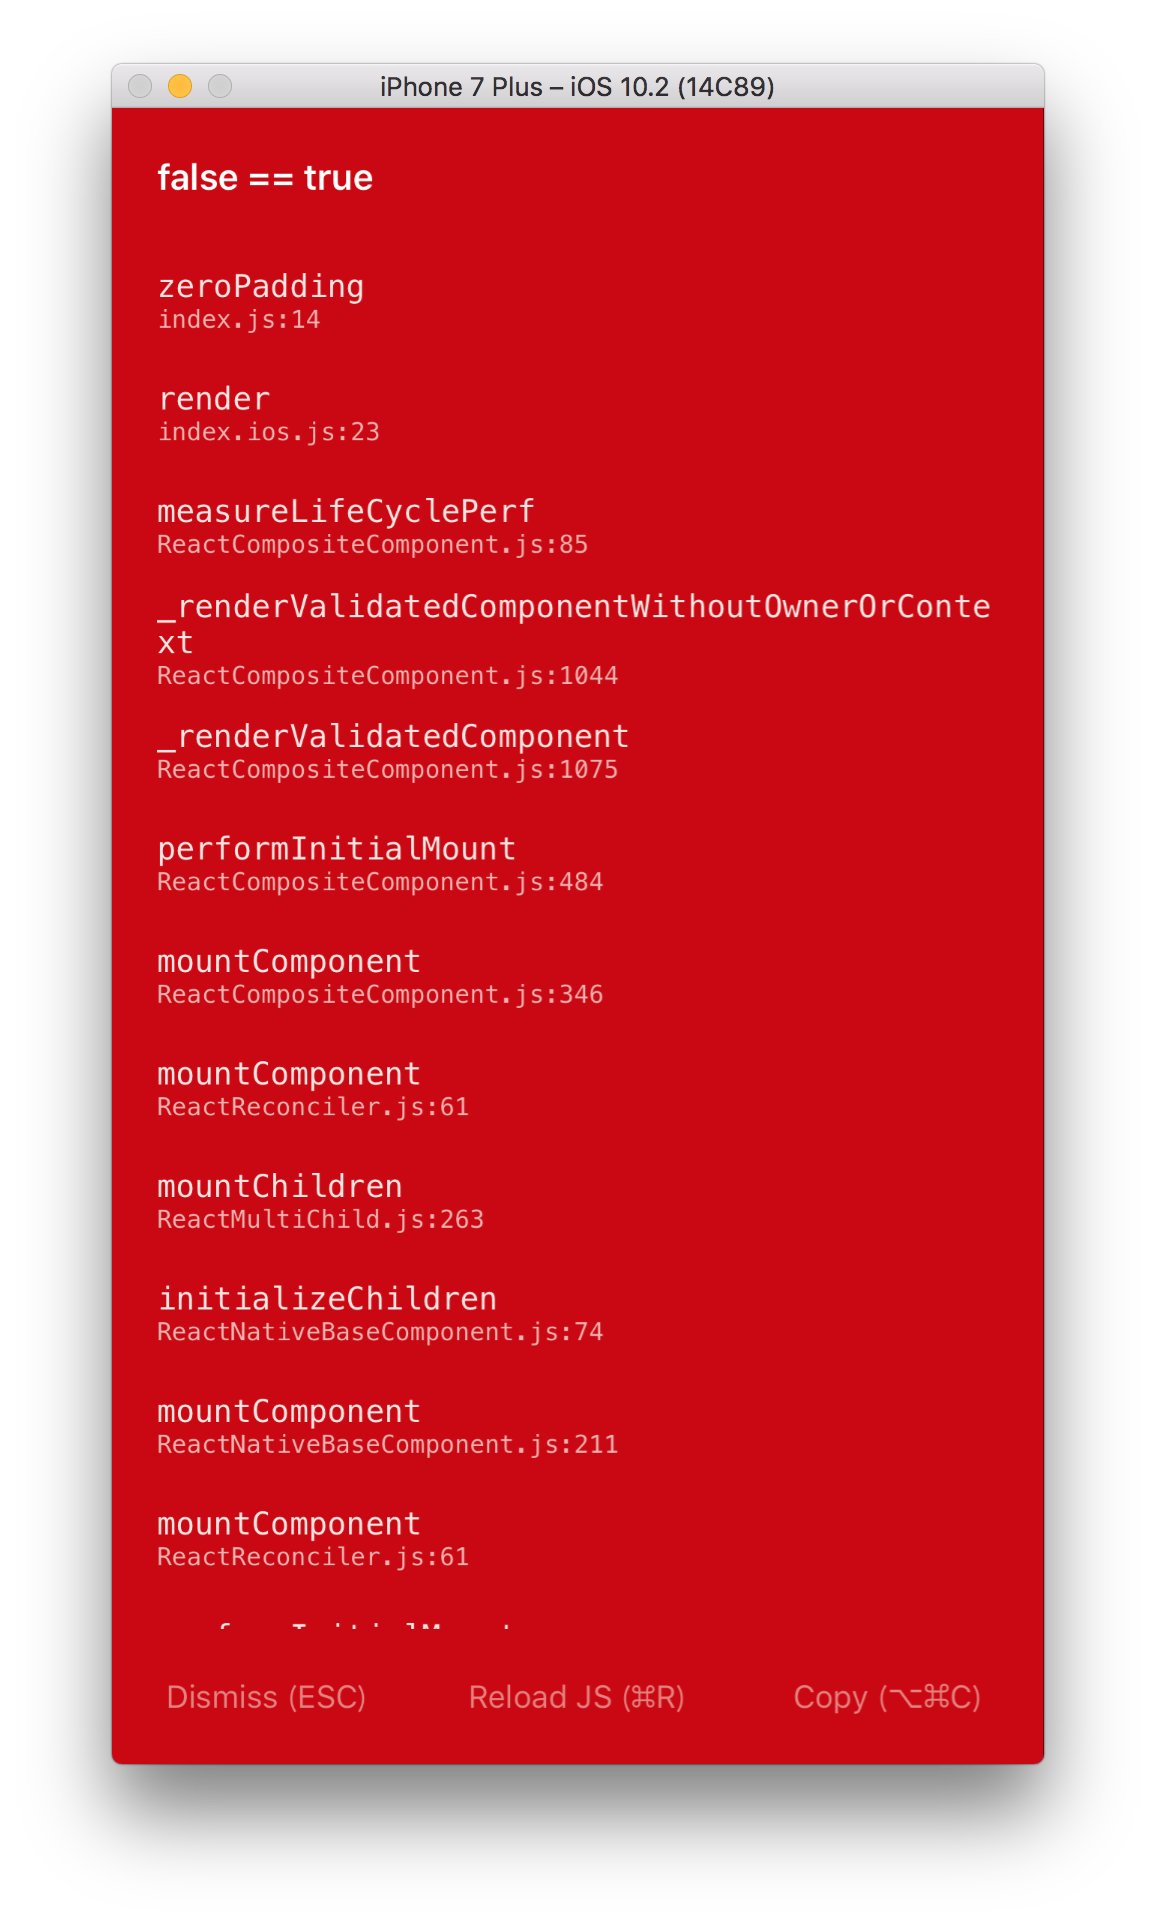 iPhone 7 Plus – iOS 10.2 (14C89)
false == true
zeroPadding
index.js:14
render
index.ios.js:23
measureLifeCyclePerf
ReactCompositeComponent.js:85
_renderValidatedComponentWithoutOwnerOrConte
xt
ReactCompositeComponent.js:1044
_renderValidatedComponent
ReactCompositeComponent.js:1075
performInitialMount
ReactCompositeComponent.js:484
mountComponent
ReactCompositeComponent.js:346
mountComponent
ReactReconciler.js:61
mountChildren
ReactMultiChild.js:263
initializeChildren
ReactNativeBaseComponent.js:74
mountComponent
ReactNativeBaseComponent.js:211
mountComponent
ReactReconciler.js:61
Dismiss (ESC)
Reload JS (⌘R)
Copy (⌥⌘C)